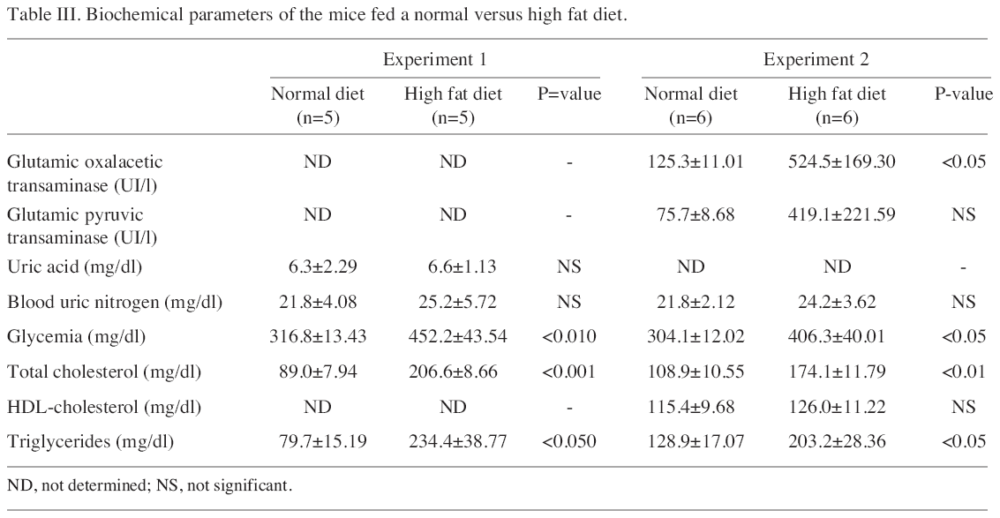 Table III. Biochemical parameters of the mice fed a normal versus high fat diet.
Experiment 1 Experiment 2
Normal diet High fat diet P=value Normal diet High fat diet P-value
(n=5) (n=5) (n=6) (n=6)
Glutamic oxalacetic ND ND - 125.3±11.01 524.5±169.30 <0.05
transaminase (UI/l)
Glutamic pyruvic ND ND - 75.7±8.68 419.1±221.59 NS
transaminase (UI/l)
Uric acid (mg/dl) 6.3±2.29 6.6±1.13 NS ND ND -
Blood uric nitrogen (mg/dl) 21.8±4.08 25.2±5.72 NS 21.8±2.12 24.2±3.62 NS
Glycemia (mg/dl) 316.8±13.43 452.2±43.54 <0.010 304.1±12.02 406.3±40.01 <0.05
Total cholesterol (mg/dl) 89.0±7.94 206.6±8.66 <0.001 108.9±10.55 174.1±11.79 <0.01
HDL-cholesterol (mg/dl) ND ND - 115.4±9.68 126.0±11.22 NS
Triglycerides (mg/dl) 79.7±15.19 234.4±38.77 <0.050 128.9±17.07 203.2±28.36 <0.05
ND, not determined; NS, not significant.